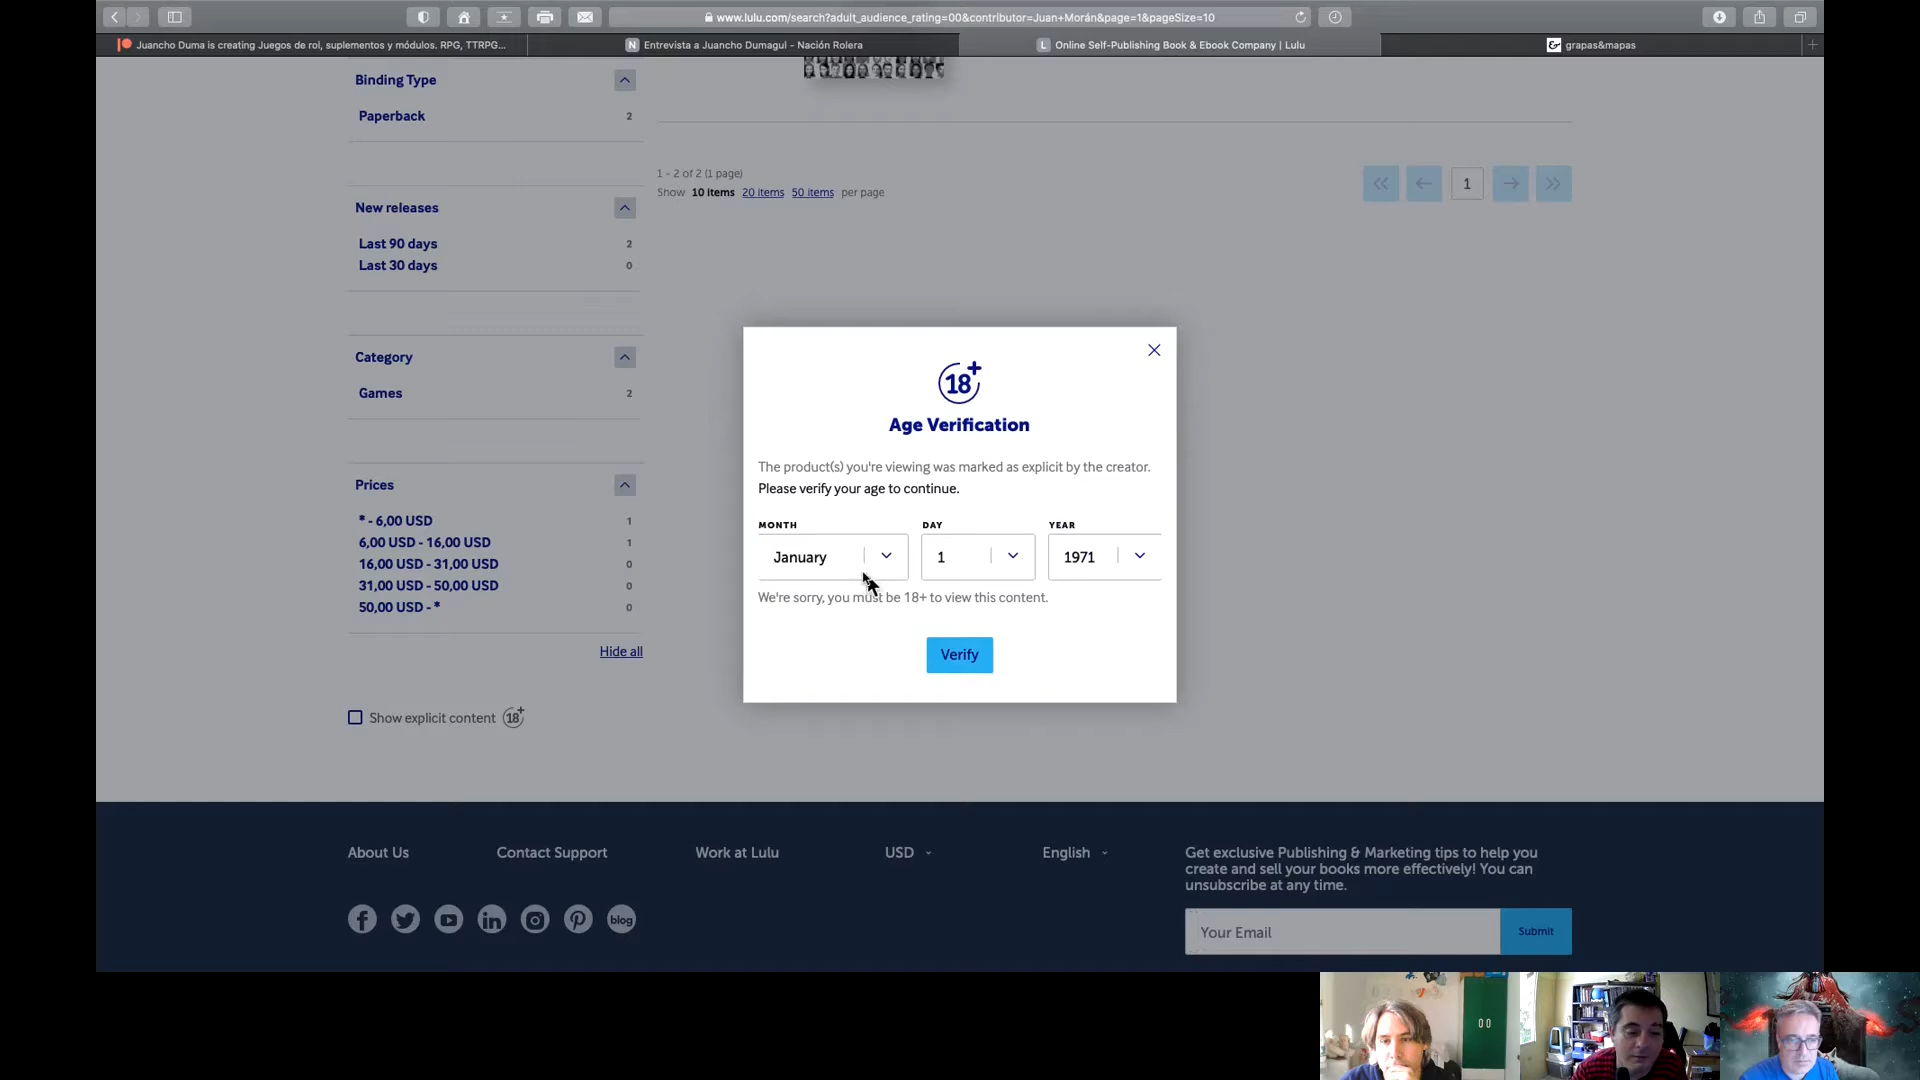 www.lulu.com/search?adult_audience_rating=00&contributor=Juan+Morán&page=1&pageSize=10
Juancho Duma is creating Juegos de rol, suplementos y módulos. RPG, TTRPG...
N Entrevista a Juancho Dumagul - Nación Rolera
L Online Self-Publishing Book & Ebook Company | Lulu
& grapas&mapas
Binding Type
Paperback 2
1 - 2 of 2 (1 page)
Show 10 items 20 items 50 items per page
1
New releases
Last 90 days 2
Last 30 days 0
Category
Games 2
Prices
* - 6,00 USD 1
6,00 USD - 16,00 USD 1
16,00 USD - 31,00 USD 0
31,00 USD - 50,00 USD 0
50,00 USD - * 0
Hide all
Show explicit content 18+
18+
Age Verification
The product(s) you're viewing was marked as explicit by the creator.
Please verify your age to continue.
MONTH DAY YEAR
January 1 1971
We're sorry, you must be 18+ to view this content.
Verify
About Us Contact Support Work at Lulu USD English
Get exclusive Publishing & Marketing tips to help you
create and sell your books more effectively! You can
unsubscribe at any time.
blog
Your Email Submit